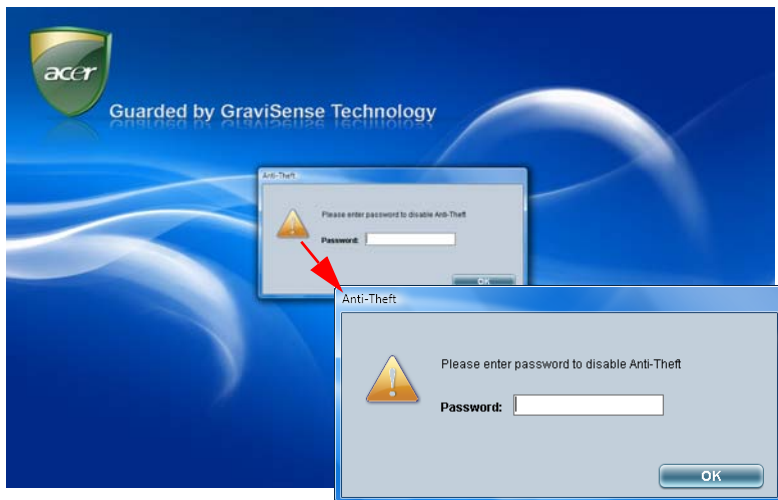 acer
Guarded by GraviSense Technology
Anti-Theft
Please enter password to disable Anti-Theft
Password:
OK
Anti-Theft
Please enter password to disable Anti-Theft
Password:
OK